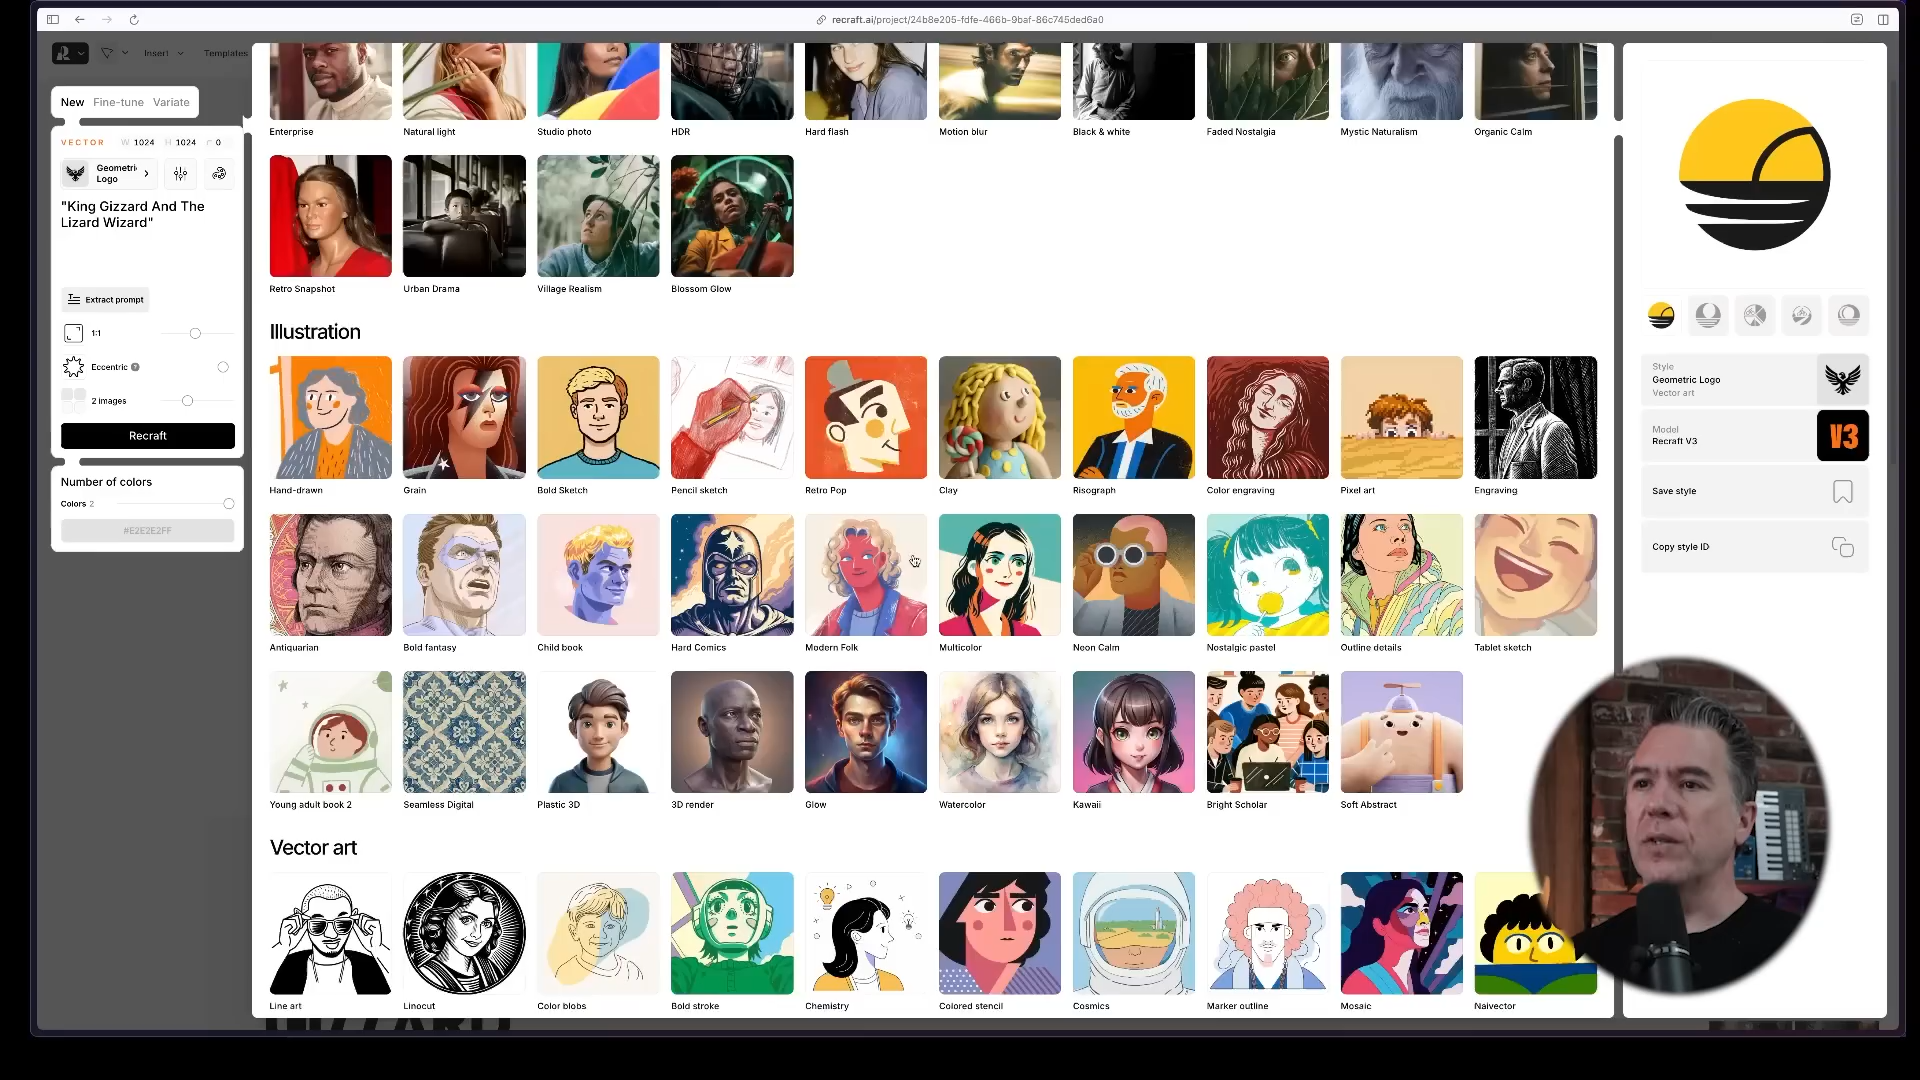 recraft.ai/project/24b8e205-fdfe-466b-9baf-86c745ded6a0
Insert
Templates
New Fine-tune Variate
VECTOR W 1024 H 1024 0
Geometri
Logo
"King Gizzard And The
Lizard Wizard"
Extract prompt
1:1
Eccentric
2 images
Recraft
Number of colors
Colors 2
#E2E2E2FF
Enterprise Natural light Studio photo HDR Hard flash Motion blur Black & white Faded Nostalgia Mystic Naturalism Organic Calm
Retro Snapshot Urban Drama Village Realism Blossom Glow
Illustration
Hand-drawn Grain Bold Sketch Pencil sketch Retro Pop Clay Risograph Color engraving Pixel art Engraving
Antiquarian Bold fantasy Child book Hard Comics Modern Folk Multicolor Neon Calm Nostalgic pastel Outline details Tablet sketch
Young adult book 2 Seamless Digital Plastic 3D 3D render Glow Watercolor Kawaii Bright Scholar Soft Abstract
Vector art
Line art Linocut Color blobs Bold stroke Chemistry Colored stencil Cosmics Marker outline Mosaic Naivector
Style
Geometric Logo
Vector art
Model
Recraft V3
V3
Save style
Copy style ID